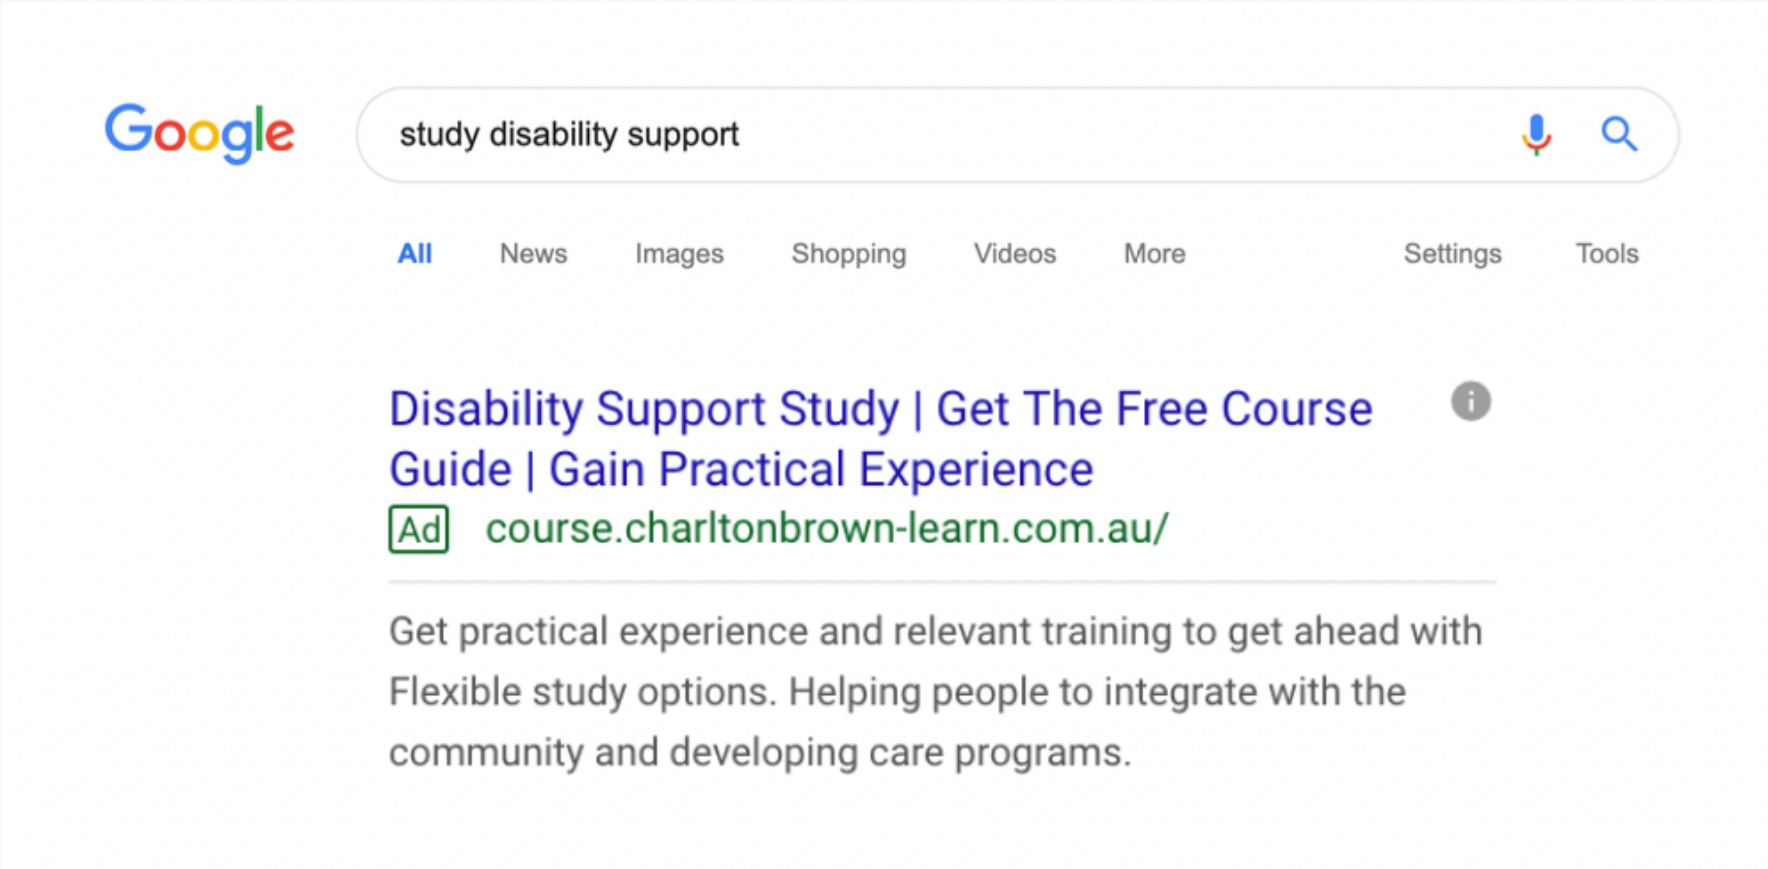 Google
study disability support
All News Images Shopping Videos More Settings Tools
Disability Support Study | Get The Free Course
Guide | Gain Practical Experience
Ad course.charltonbrown-learn.com.au/
Get practical experience and relevant training to get ahead with
Flexible study options. Helping people to integrate with the
community and developing care programs.